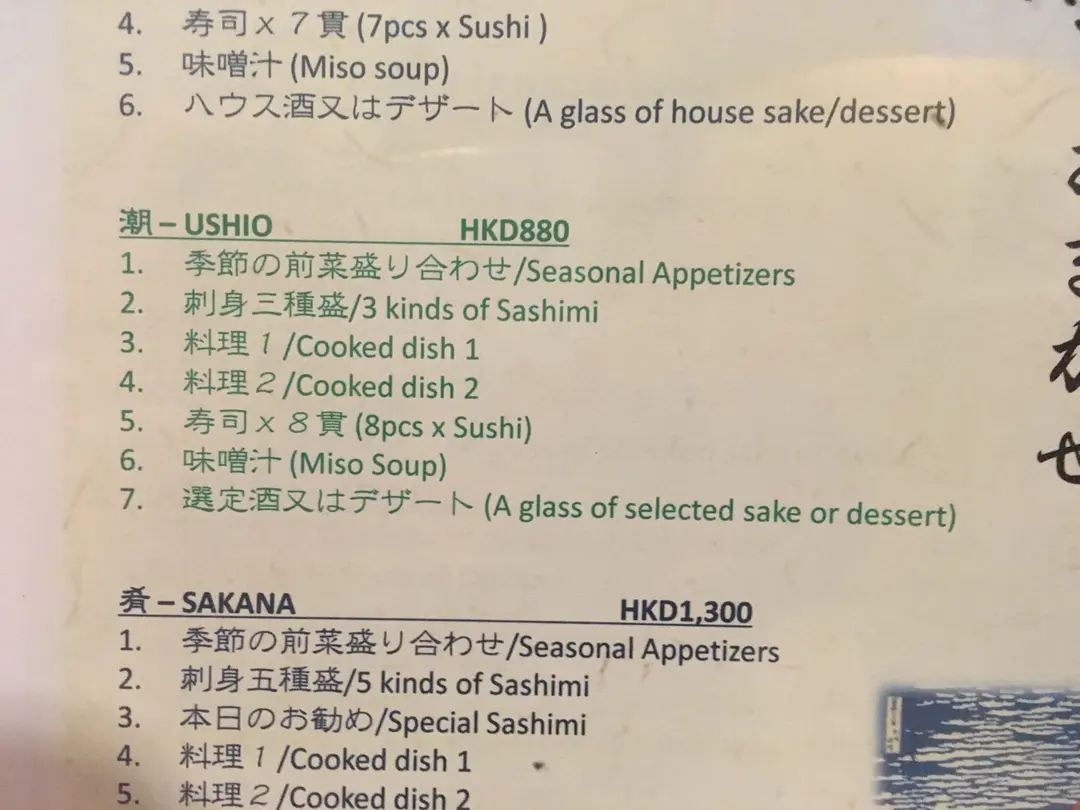 4. 寿司ｘ７貫 (7pcs x Sushi )
5. 味噌汁 (Miso soup)
6. ハウス酒又はデザート (A glass of house sake/dessert)
潮 – USHIO HKD880
1. 季節の前菜盛り合わせ/Seasonal Appetizers
2. 刺身三種盛/3 kinds of Sashimi
3. 料理１/Cooked dish 1
4. 料理２/Cooked dish 2
5. 寿司ｘ８貫 (8pcs x Sushi)
6. 味噌汁 (Miso Soup)
7. 選定酒又はデザート (A glass of selected sake or dessert)
肴 – SAKANA HKD1,300
1. 季節の前菜盛り合わせ/Seasonal Appetizers
2. 刺身五種盛/5 kinds of Sashimi
3. 本日のお勧め/Special Sashimi
4. 料理１/Cooked dish 1
5. 料理２/Cooked dish 2
まかせ